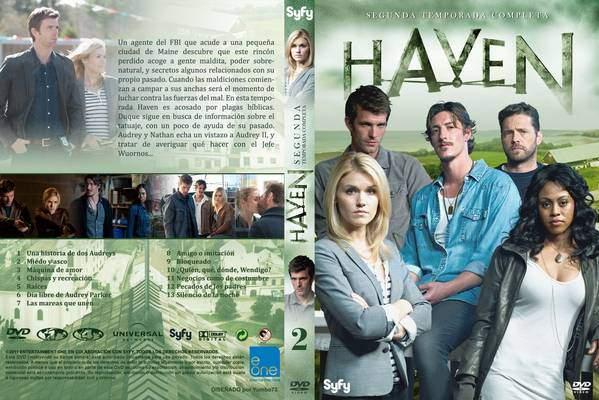 Un agente del FBI que acude a una pequeña
ciudad de Maine descubre que este rincón
perdido acoge a gente maldita, poder sobre-
natural, y secretos algunos relacionados con su
propio pasado. Cuando las maldiciones comien-
zan a campar a sus anchas será el momento de
luchar contra las fuerzas del mal. En esta tempo-
rada Haven es acosado por plagas bíblicas.
Duque sigue en busca de información sobre el
tatuaje, con un poco de ayuda de su pasado.
Audrey y Nathan echa un vistazo a Audrey II, y
tratar de averiguar qué hacer con el Jefe
Wuornos...
1 Una historia de dos Audreys
2 Miedo y asco
3 Máquina de amor
4 Chispas y recreación
5 Raíces
6 Día libre de Audrey Parker
7 Las mareas que unen
8 Amigo o imitación
9 Bloqueado
10 ¿Quién, qué, dónde, Wendigo?
11 Negocios como de costumbre
12 Pecados de los padres
13 Silencio de la noche
DVD
UNIVERSAL
Syfy
DOLBY
DIGITAL
e one
DISEÑADO por Yumbo72
Syfy
SEGUNDA
TEMPORADA COMPLETA
HAVEN
2
DVD
SEGUNDA TEMPORADA COMPLETA
HAVEN
Syfy
DVD